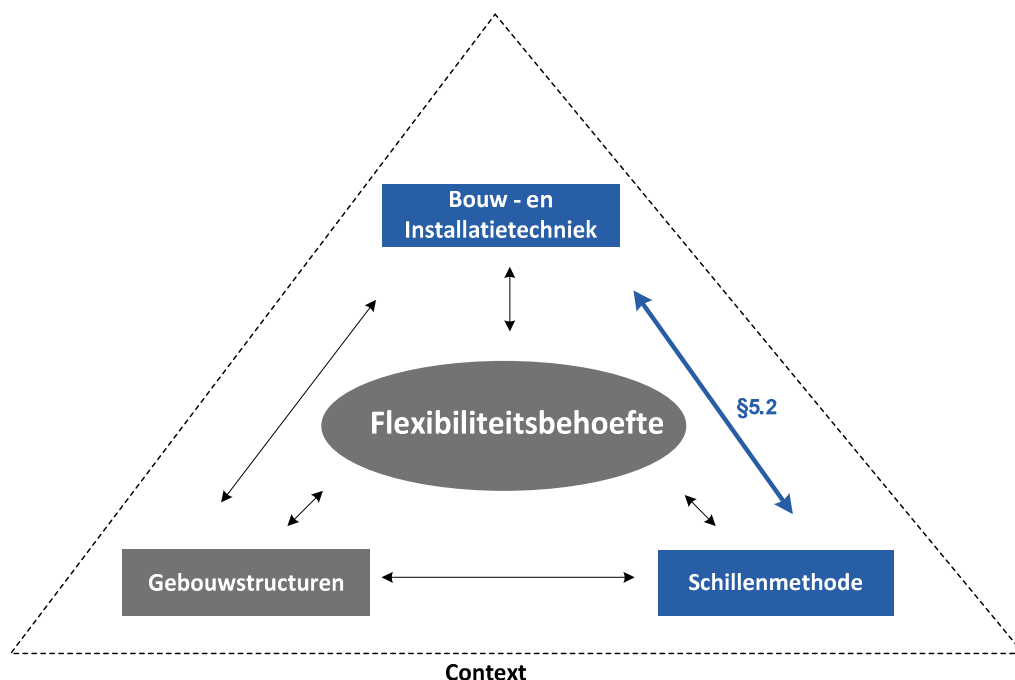 Bouw - en
Installatietechniek
§5.2
Flexibiliteitsbehoefte
Gebouwstructuren
Schillenmethode
Context